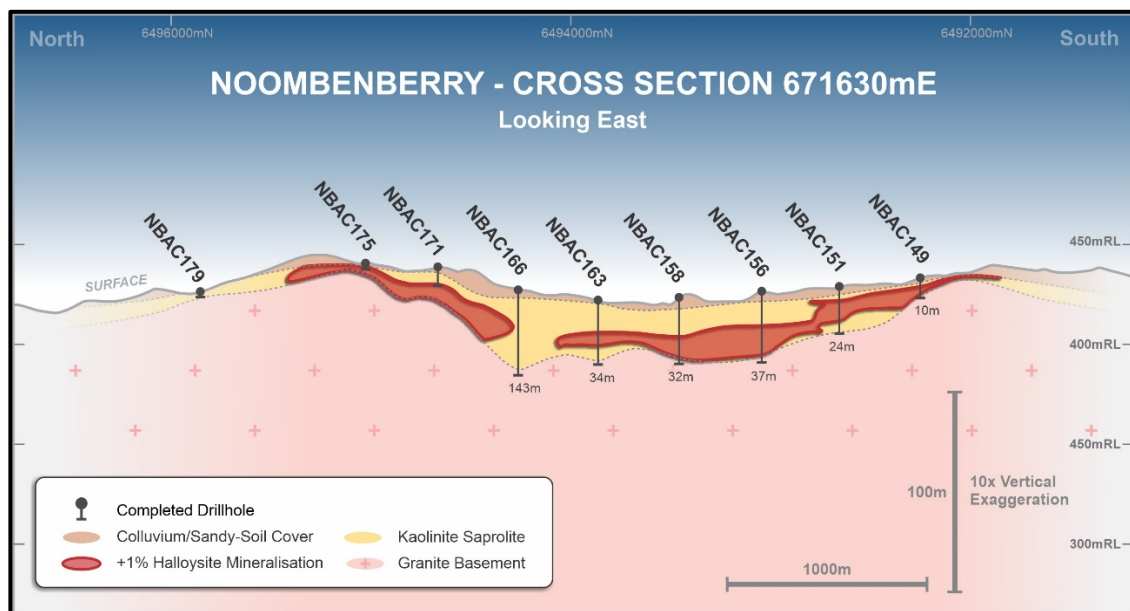 North
6496000mN
6494000mN
6492000mN
South
NOOMBENBERRY - CROSS SECTION 671630mE
Looking East
NBAC179
NBAC175
NBAC171
NBAC166
NBAC163
NBAC158
NBAC156
NBAC151
NBAC149
450mRL
SURFACE
10m
400mRL
24m
143m
34m
32m
37m
450mRL
100m
10x Vertical
Exaggeration
Completed Drillhole
Colluvium/Sandy-Soil Cover
Kaolinite Saprolite
+1% Halloysite Mineralisation
Granite Basement
300mRL
1000m